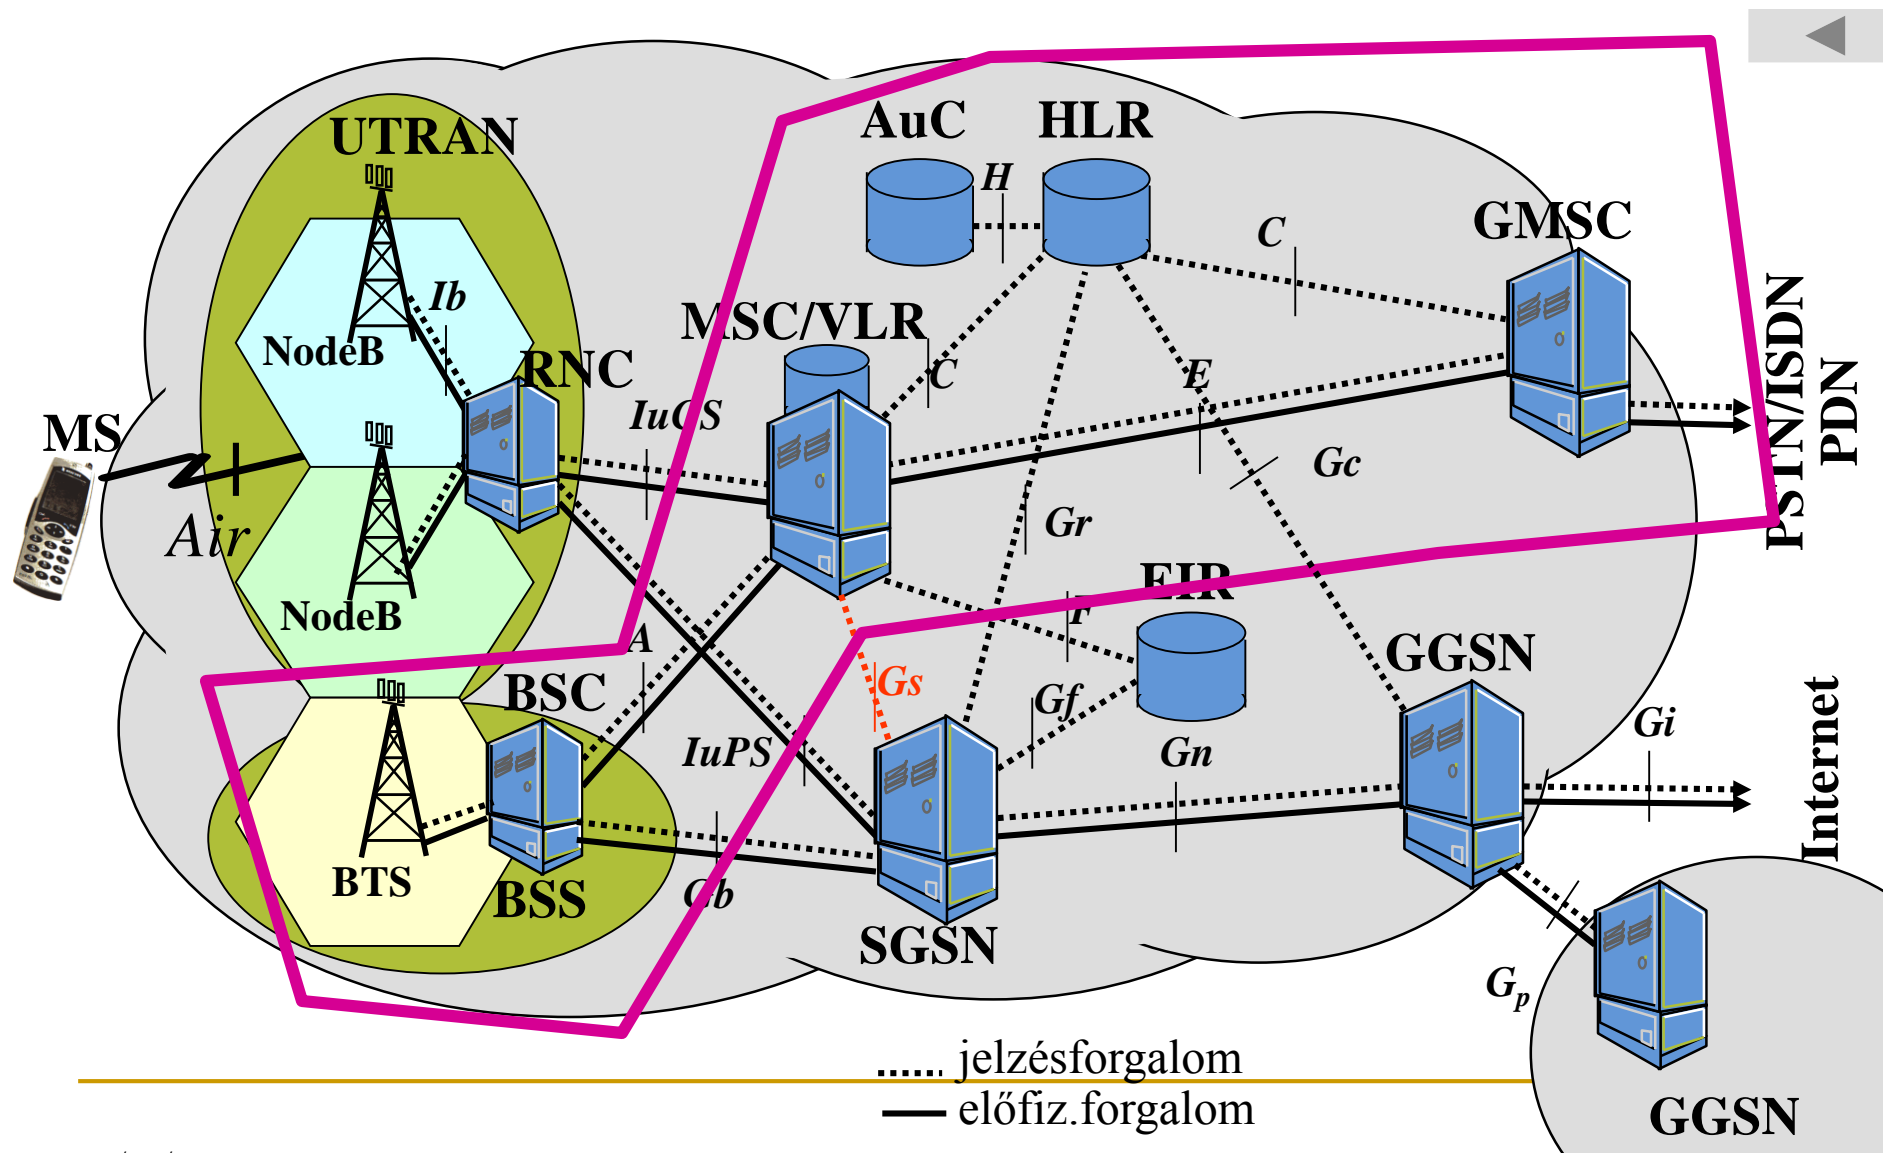 UTRAN
AuC
HLR
H
C
GMSC
Ib
MSC/VLR
NodeB
RNC
C
E
PSTN/ISDN
PDN
MS
IuCS
Gc
Air
Gr
NodeB
A
EIR
F
BSC
Gs
Gf
GGSN
IuPS
Gn
Gi
Internet
BTS
BSS
Gb
SGSN
Gp
jelzésforgalom
előfiz.forgalom
GGSN